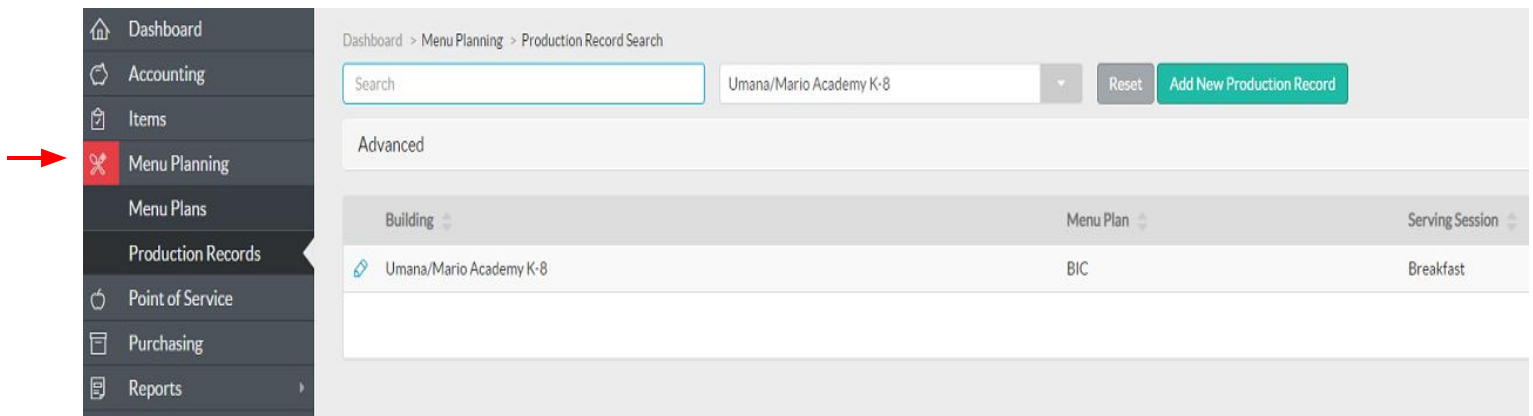 Dashboard
Accounting
Items
Menu Planning
Menu Plans
Production Records
Point of Service
Purchasing
Reports
Dashboard > Menu Planning > Production Record Search
Search Umana/Mario Academy K-8 Reset Add New Production Record
Advanced
Building Menu Plan Serving Session
Umana/Mario Academy K-8 BIC Breakfast